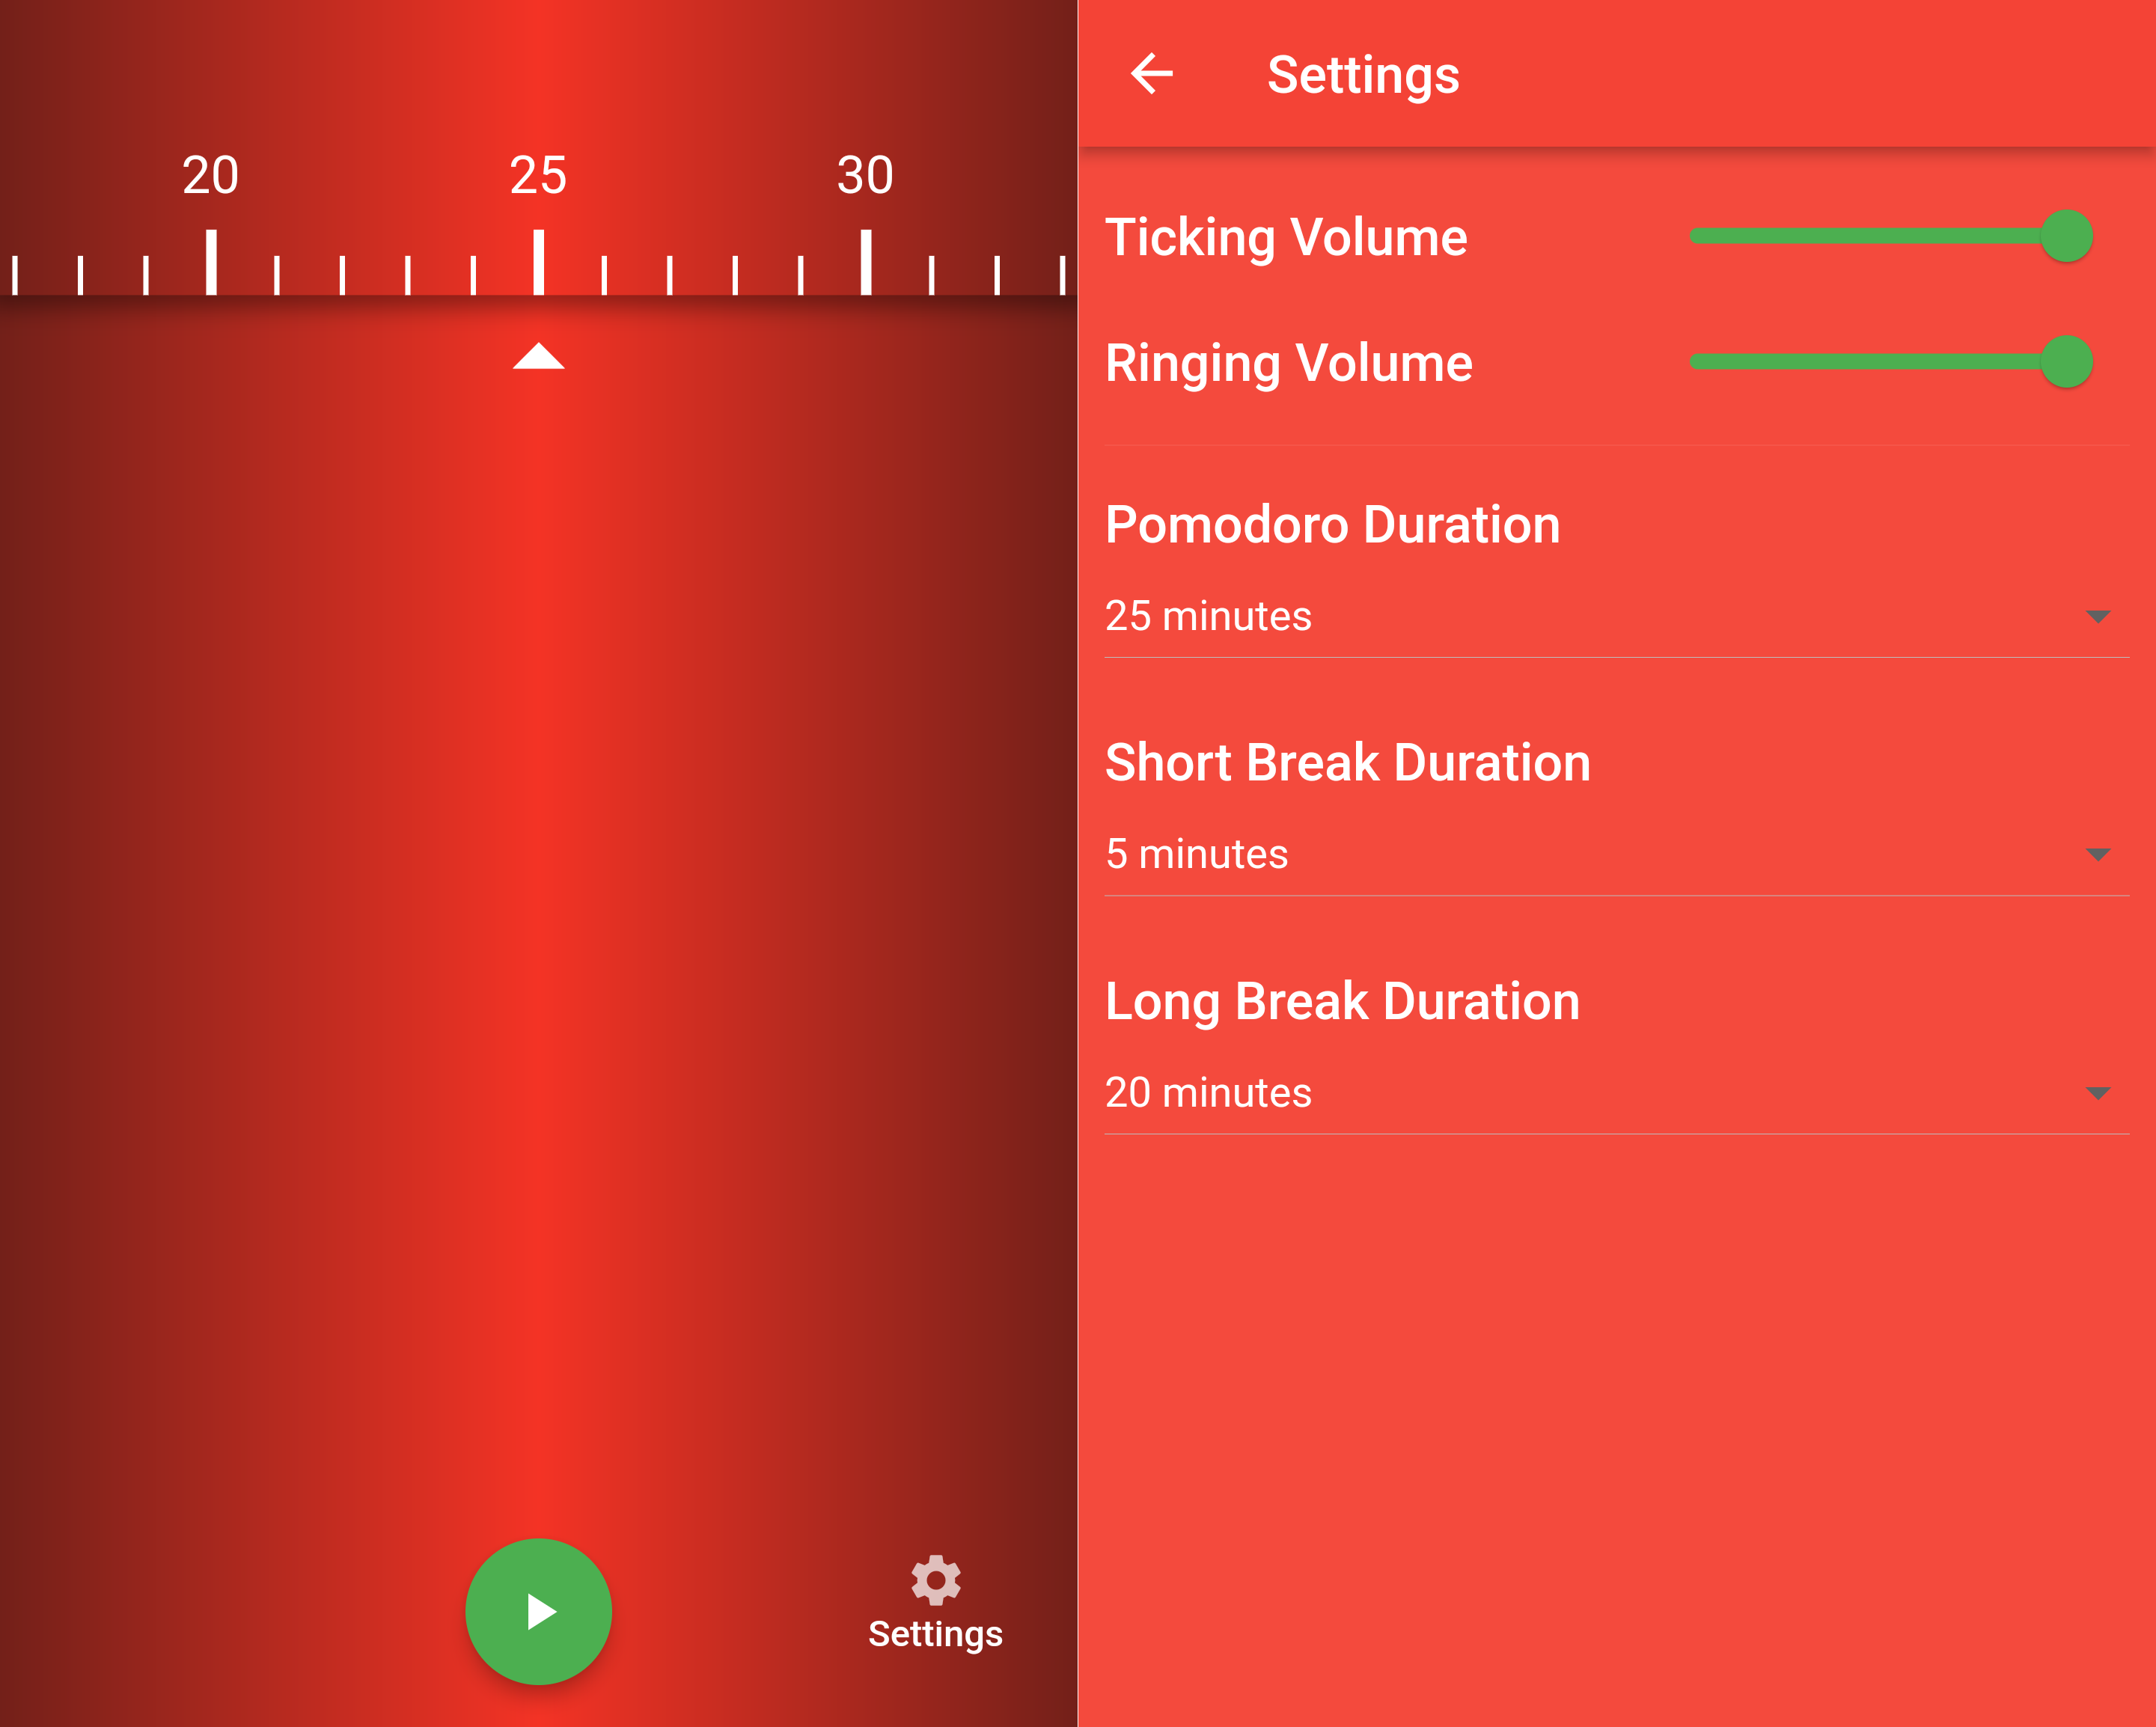 20 25 30
Settings
Settings
Ticking Volume
Ringing Volume
Pomodoro Duration
25 minutes
Short Break Duration
5 minutes
Long Break Duration
20 minutes